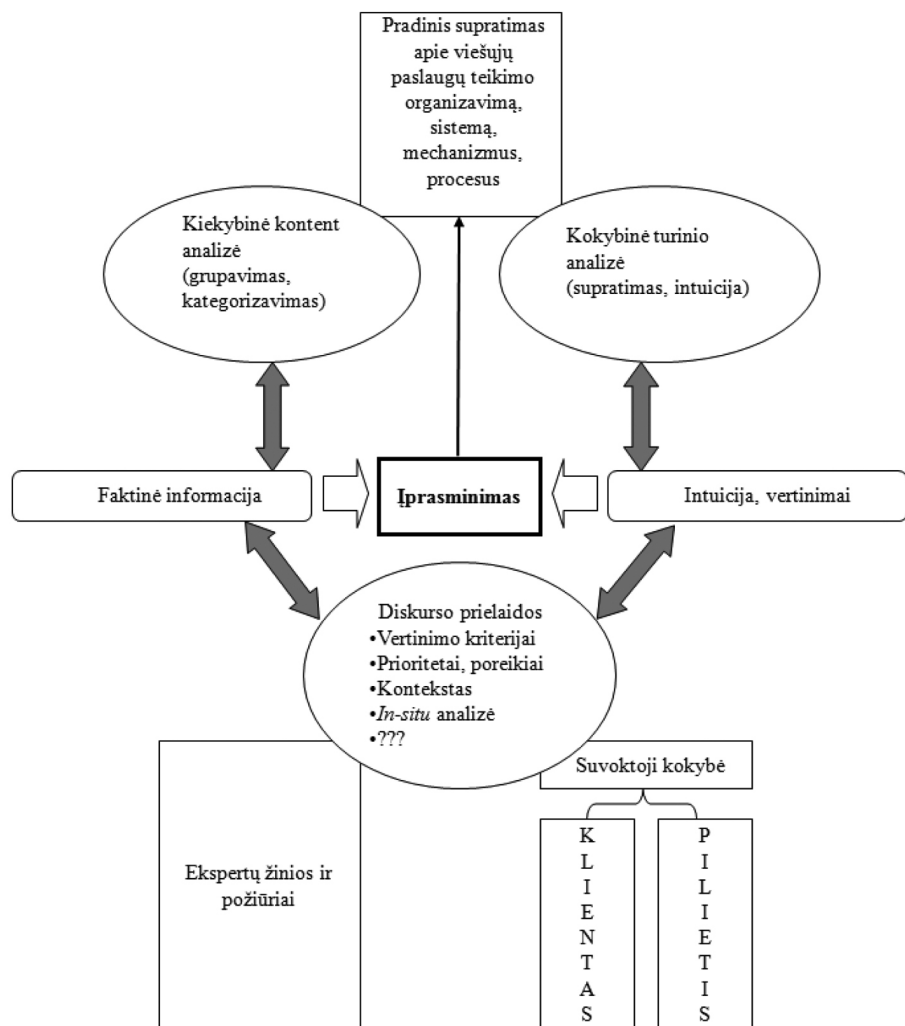 Pradinis supratimas
apie viešųjų
paslaugų teikimo
organizavimą,
sistemą,
mechanizmus,
procesus
Kiekybinė kontent
analizė
(grupavimas,
kategorizavimas)
Kokybinė turinio
analizė
(supratimas, intuicija)
Faktinė informacija
Įprasminimas
Intuicija, vertinimai
Diskurso prielaidos
•Vertinimo kriterijai
•Prioritetai, poreikiai
•Kontekstas
•In-situ analizė
•???
Suvoktoji kokybė
Ekspertų žinios ir
požiūriai
K
L
I
E
N
T
A
S
P
I
L
I
E
T
I
S